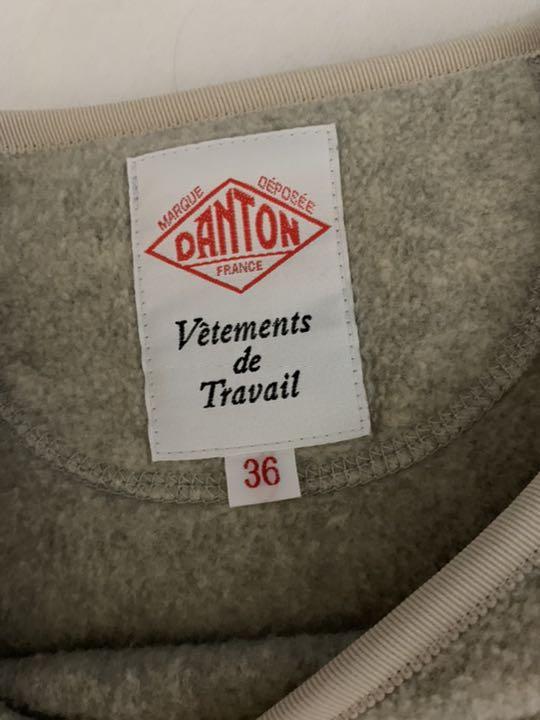 MARQUE DÉPOSÉE
DANTON
FRANCE
Vêtements
de
Travail
36